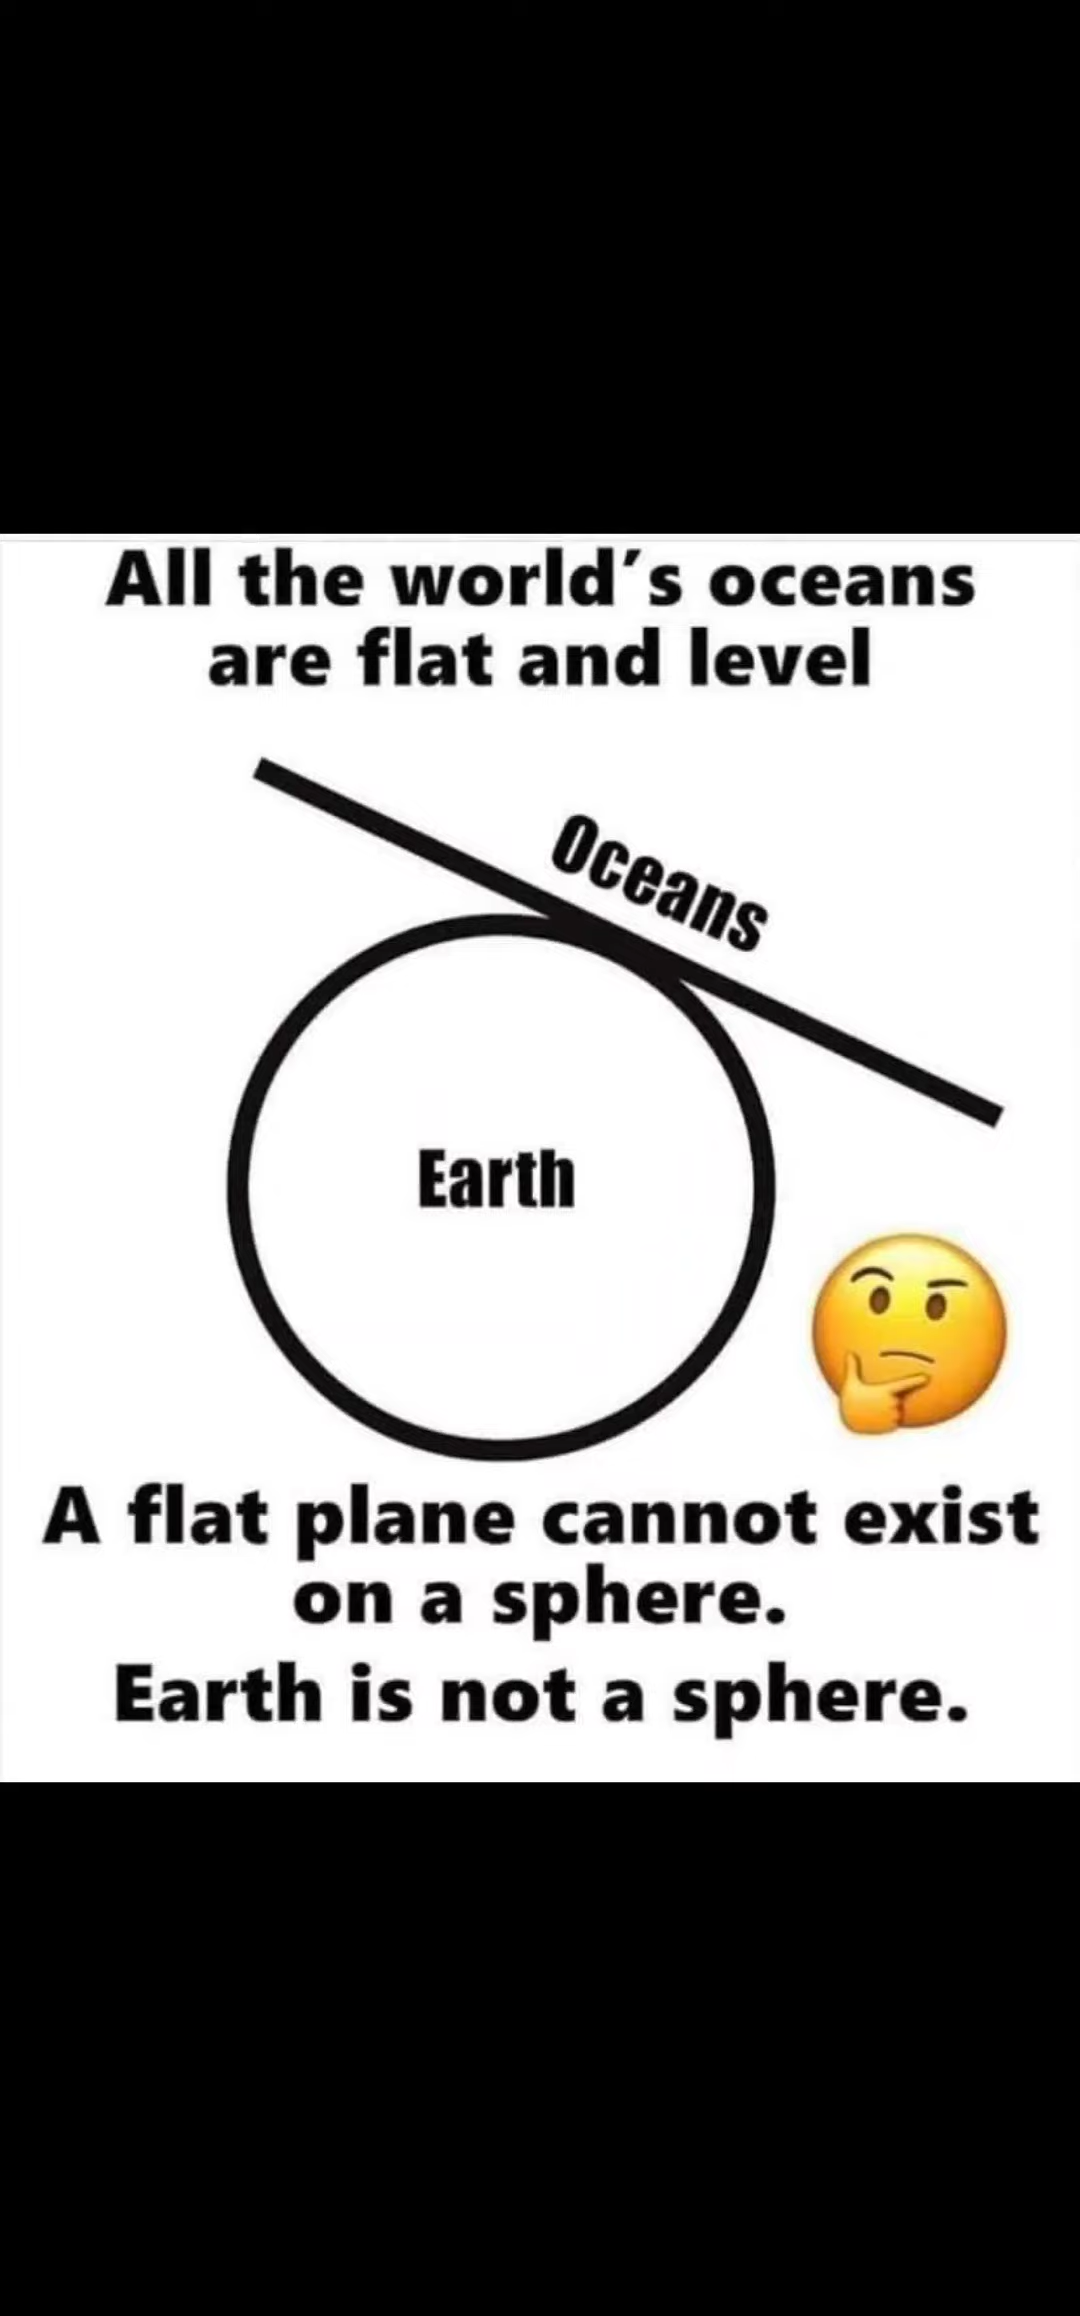 All the world's oceans
are flat and level
Oceans
Earth
A flat plane cannot exist
on a sphere.
Earth is not a sphere.